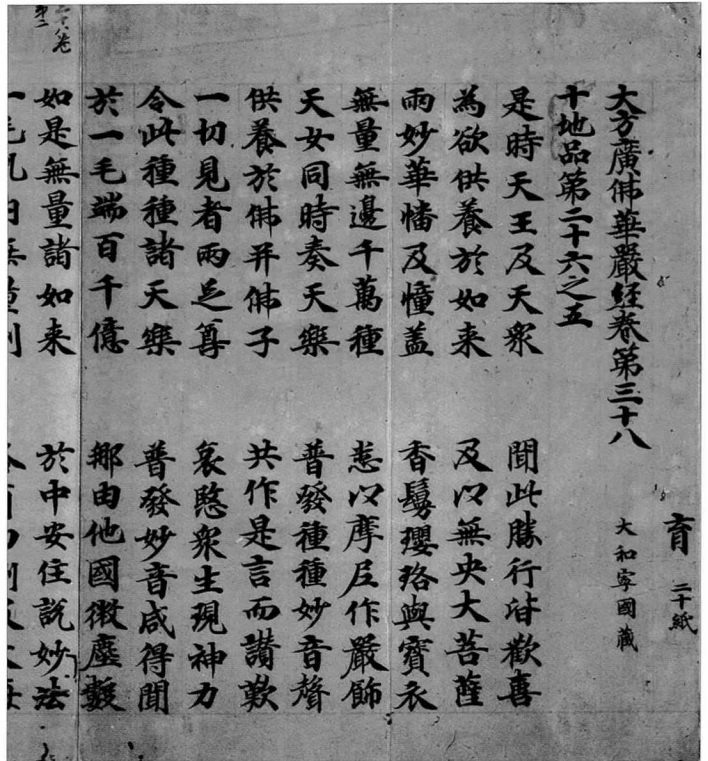 育 二十紙
大和寧國藏
大方廣佛華嚴經卷第三十八
十地品第二十六之五
是時天王及天衆 聞此勝行皆歡喜
為欲供養於如来 及以無央大菩薩
雨妙華幡及幢蓋 香鬘瓔珞與寶衣
無量無邊千萬種 悉以摩尼作嚴飾
天女同時奏天樂 普發種種妙音聲
供養於佛并佛子 共作是言而讚歎
一切見者兩足尊 哀愍衆生現神力
令此種種諸天樂 普發妙音咸得聞
於一毛端百千億 那由他國微塵數
如是無量諸如来 於中安住說妙法